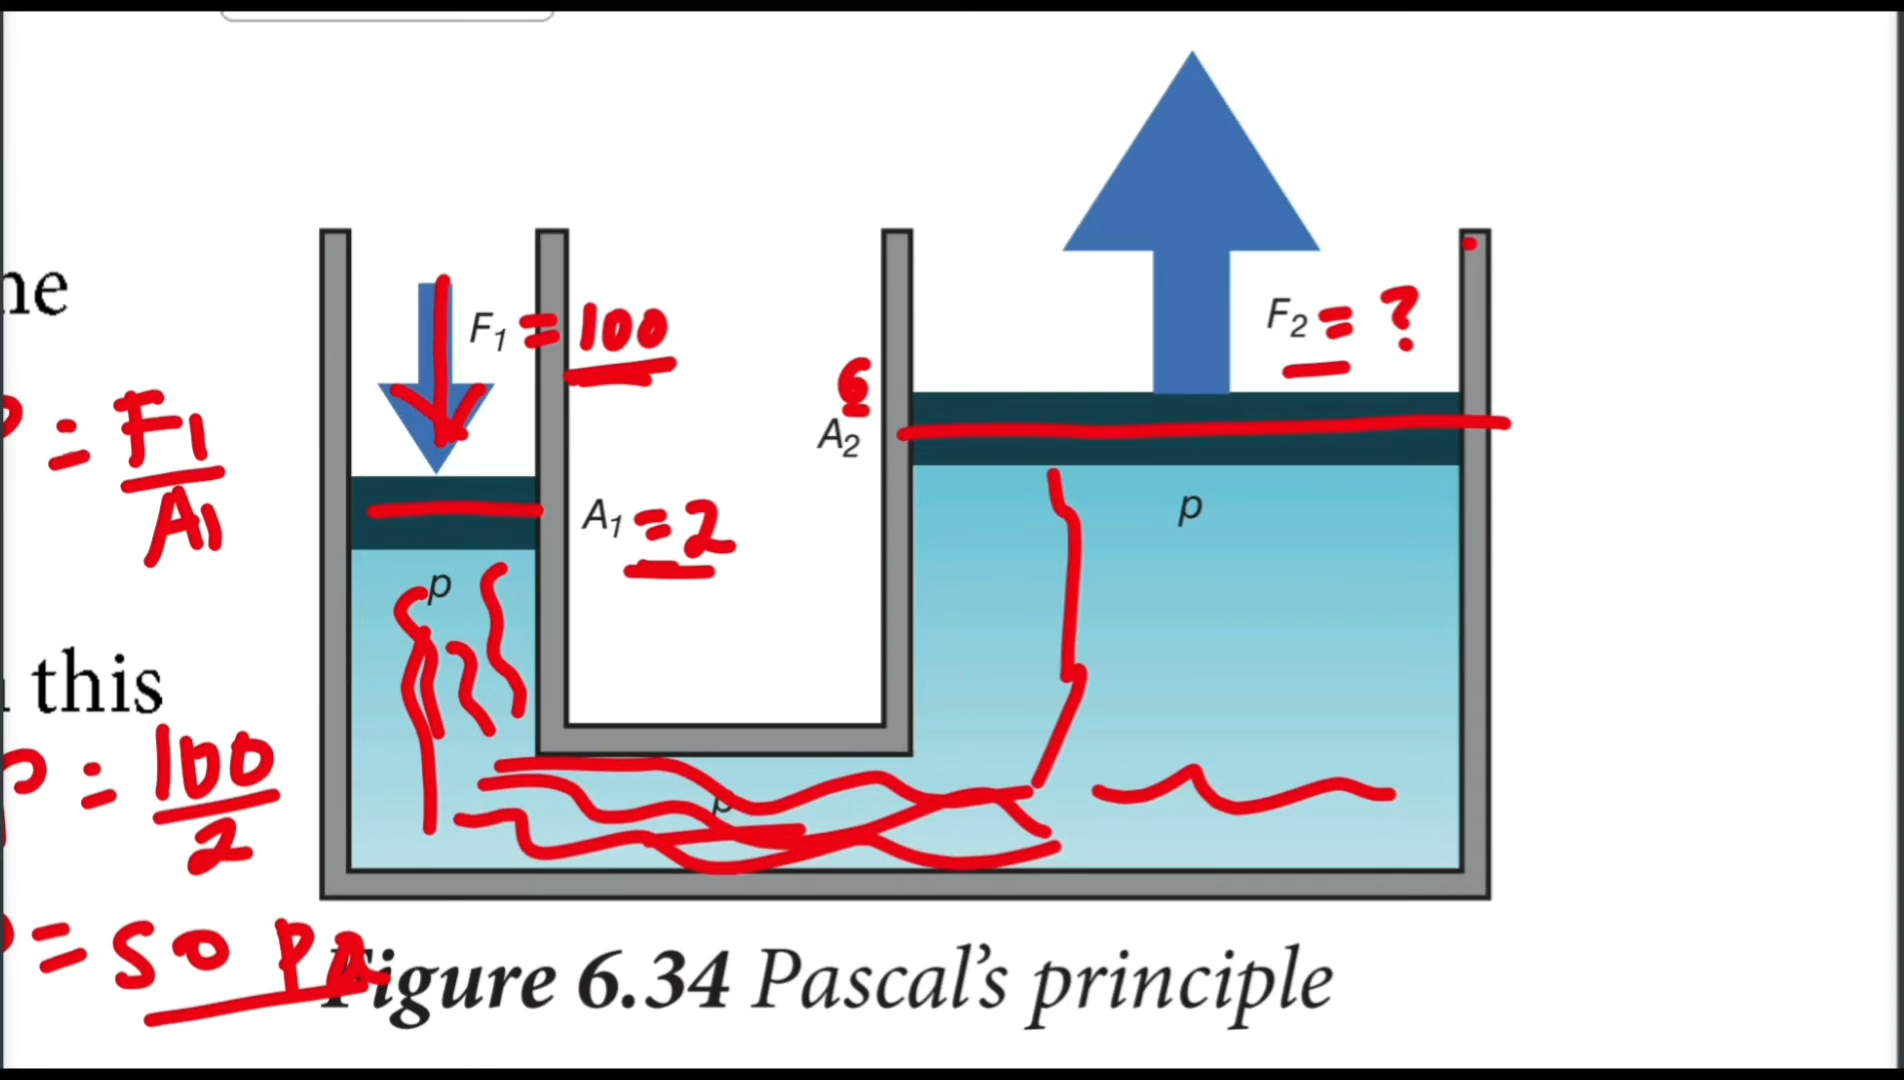 he
F1 = 100
F2 = ?
6
A2
P = F1/A1
A1 = 2
p
p
this
P = 100/2
p
P = 50 Pa
Figure 6.34 Pascal's principle